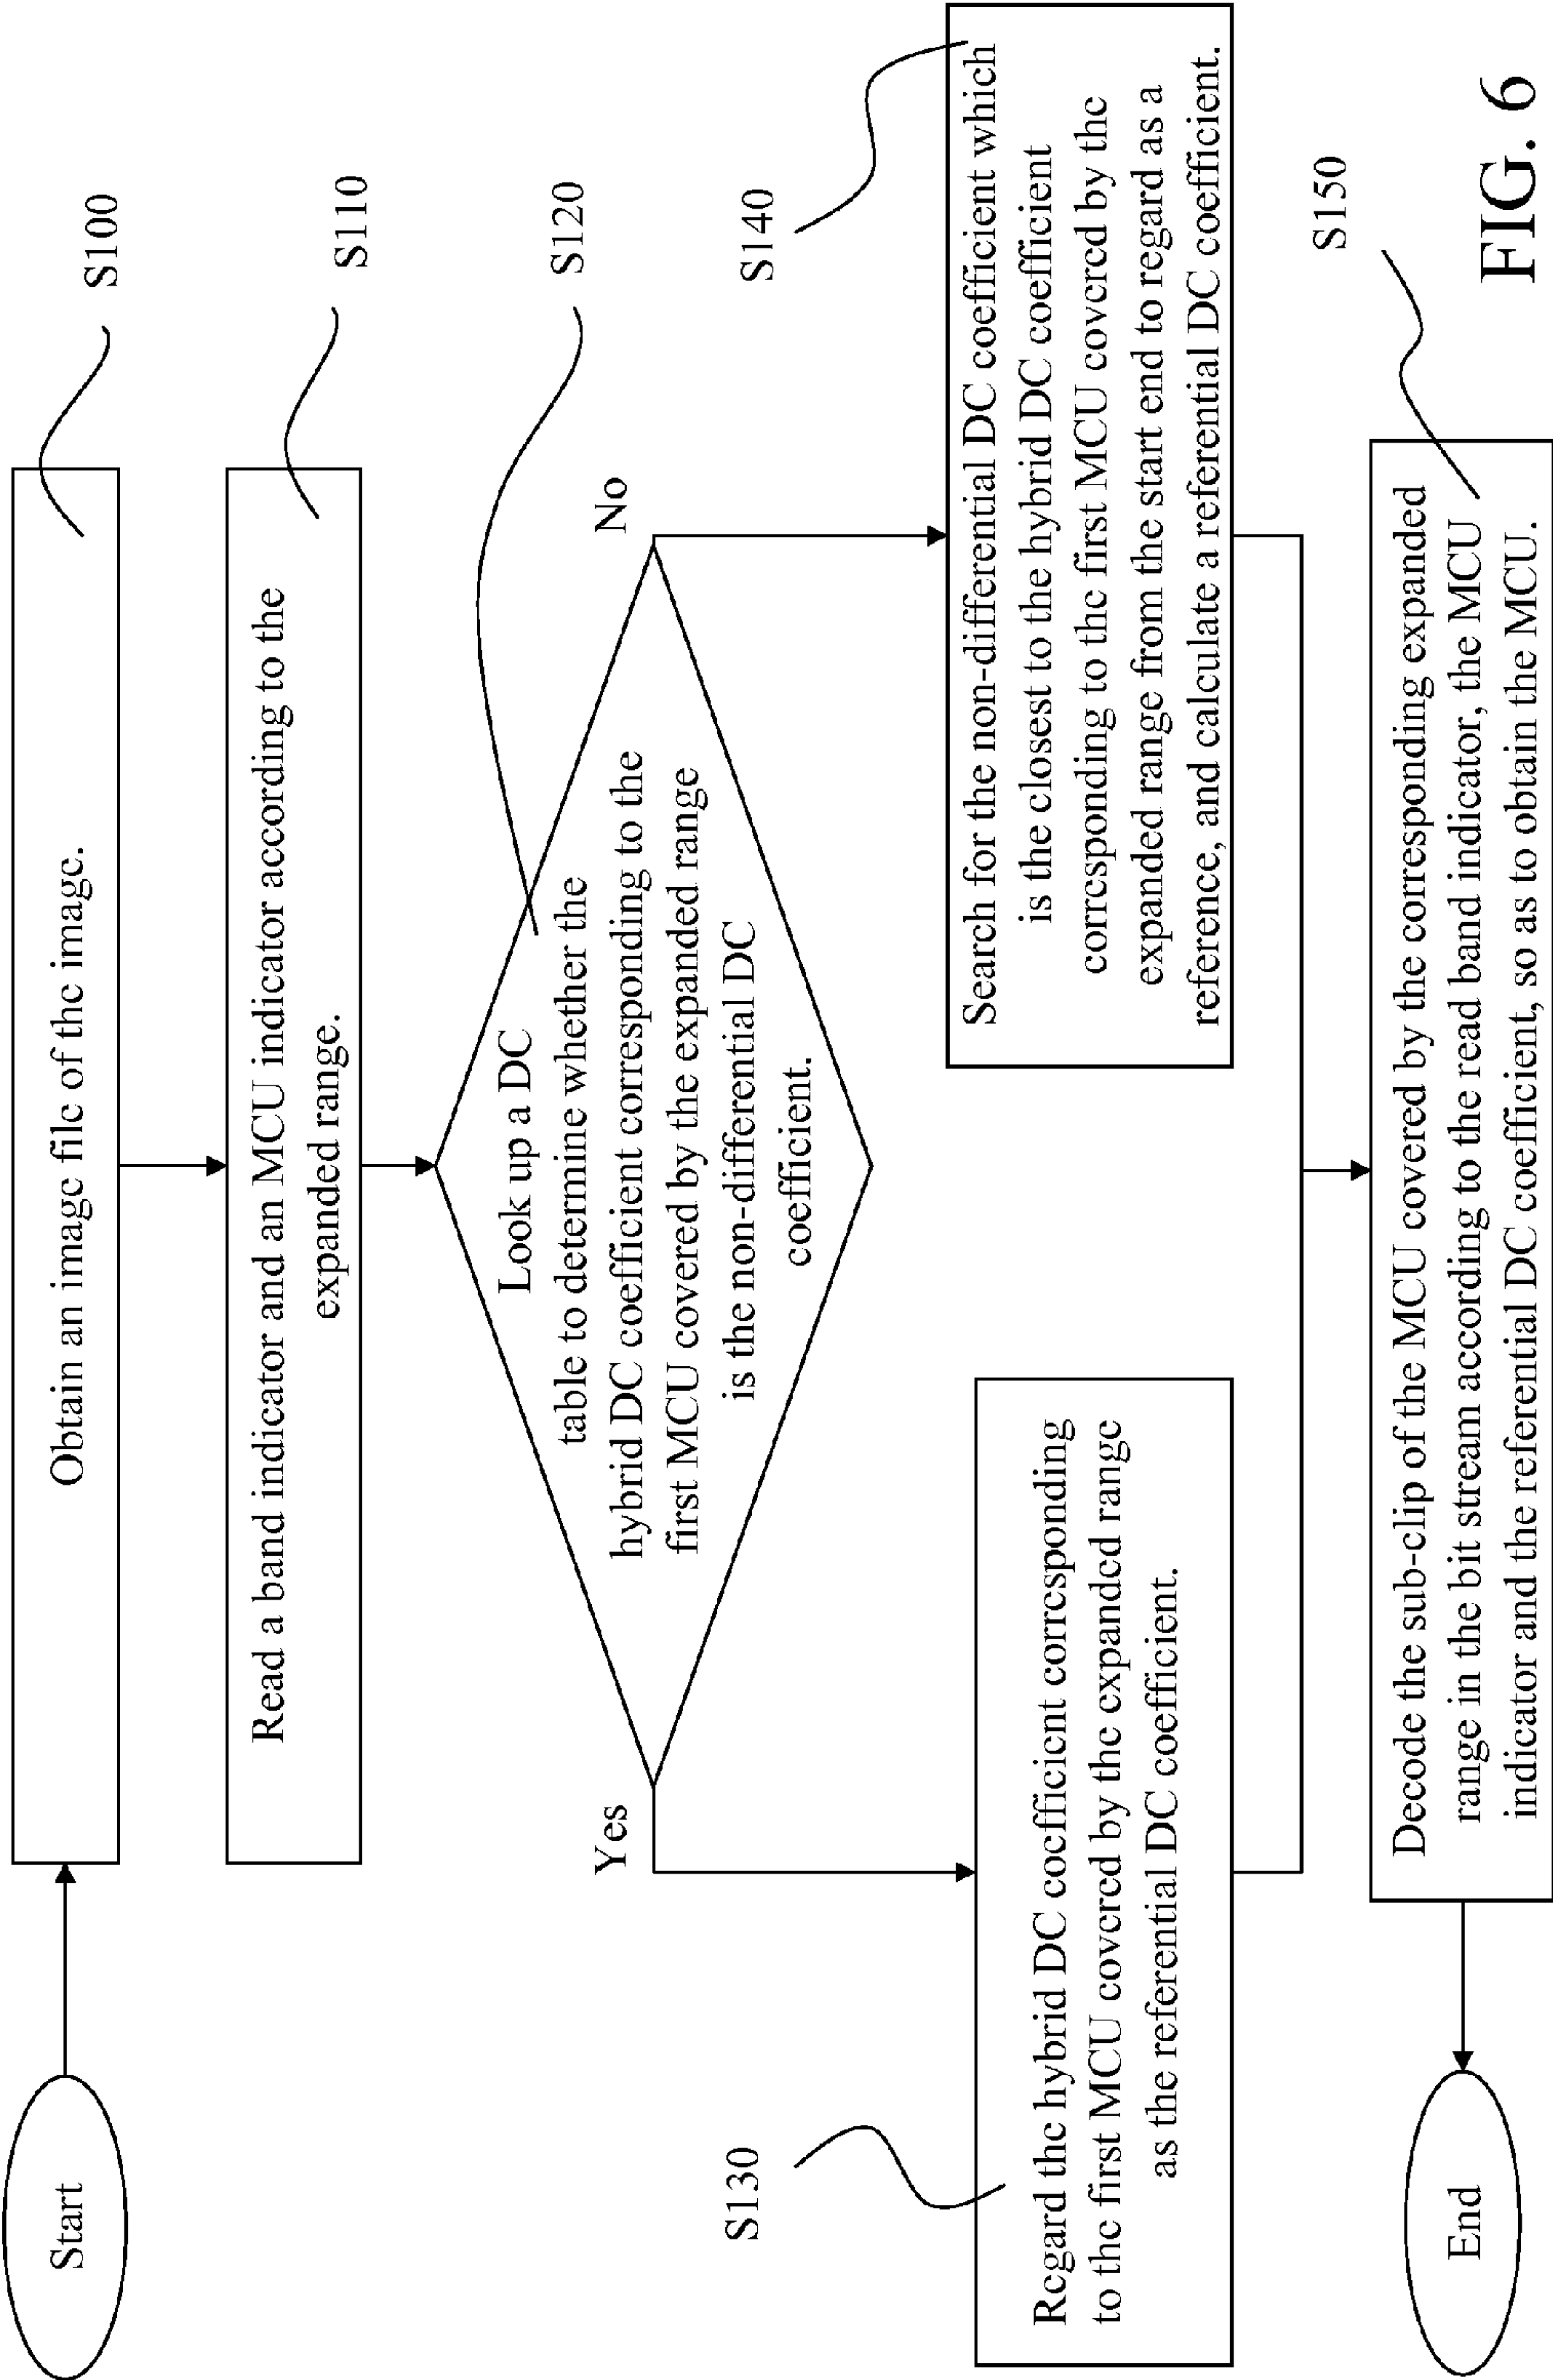 Start
Obtain an image file of the image.
S100
Read a band indicator and an MCU indicator according to the
expanded range.
S110
Look up a DC
table to determine whether the
hybrid DC coefficient corresponding to the
first MCU covered by the expanded range
is the non-differential DC
coefficient.
S120
Yes
No
S130
Regard the hybrid DC coefficient corresponding
to the first MCU covered by the expanded range
as the referential DC coefficient.
S140
Search for the non-differential DC coefficient which
is the closest to the hybrid DC coefficient
corresponding to the first MCU covered by the
expanded range from the start end to regard as a
reference, and calculate a referential DC coefficient.
S150
Decode the sub-clip of the MCU covered by the corresponding expanded
range in the bit stream according to the read band indicator, the MCU
indicator and the referential DC coefficient, so as to obtain the MCU.
End
FIG. 6